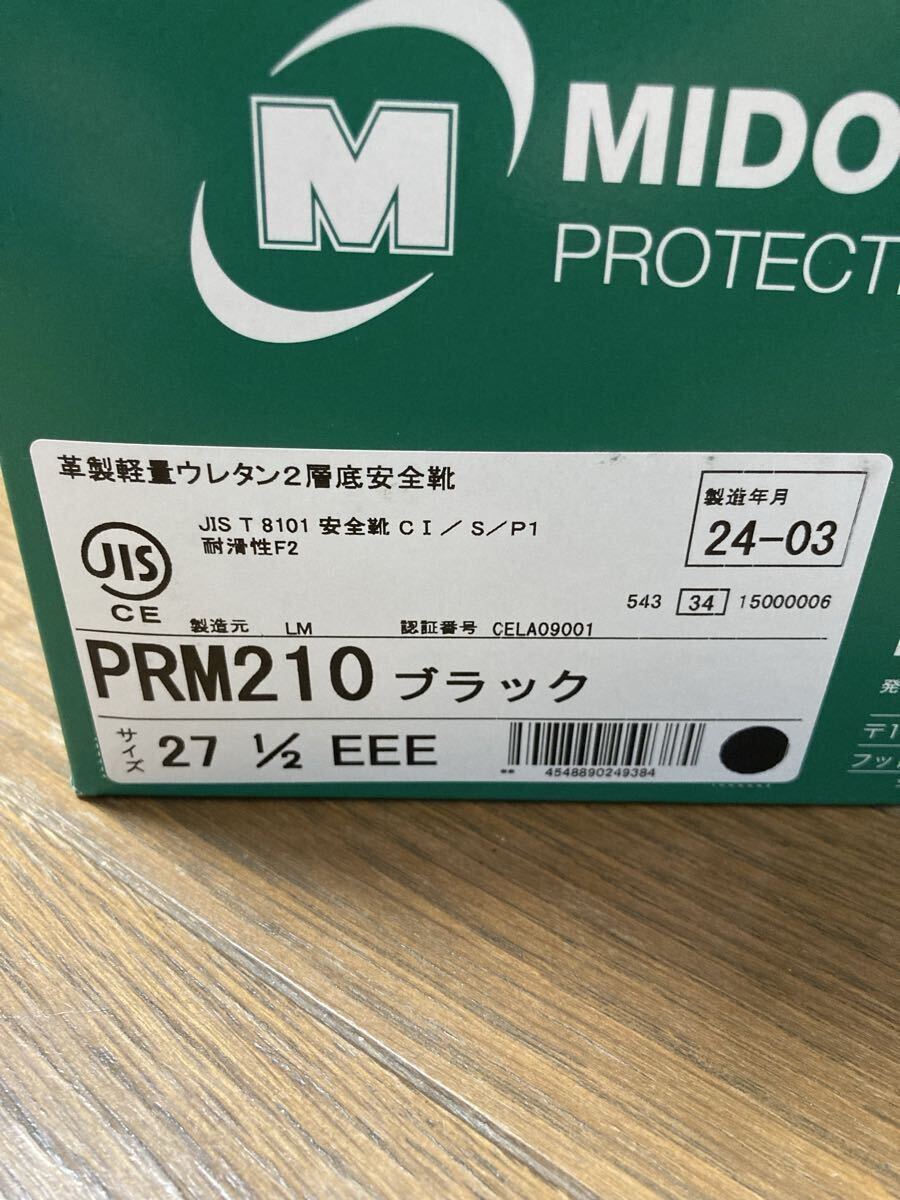 M
MIDO
PROTECT
革製軽量ウレタン2層底安全靴
JIS T 8101 安全靴 CI/S/P1
耐滑性F2
製造年月
24-03
JIS
CE
543 34 15000006
製造元 LM 認証番号 CELA09001
PRM210 ブラック
サイズ 27 ½ EEE
4548890249384
発
〒1
フッ